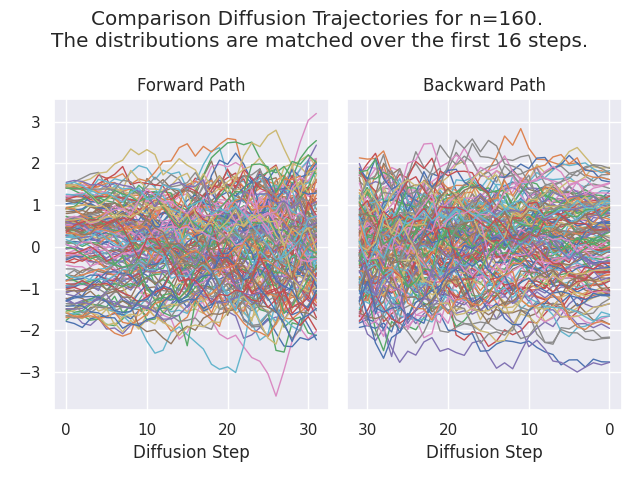 Comparison Diffusion Trajectories for n=160.
The distributions are matched over the first 16 steps.
Forward Path
Backward Path
3
2
1
0
−1
−2
−3
0 10 20 30
30 20 10 0
Diffusion Step
Diffusion Step